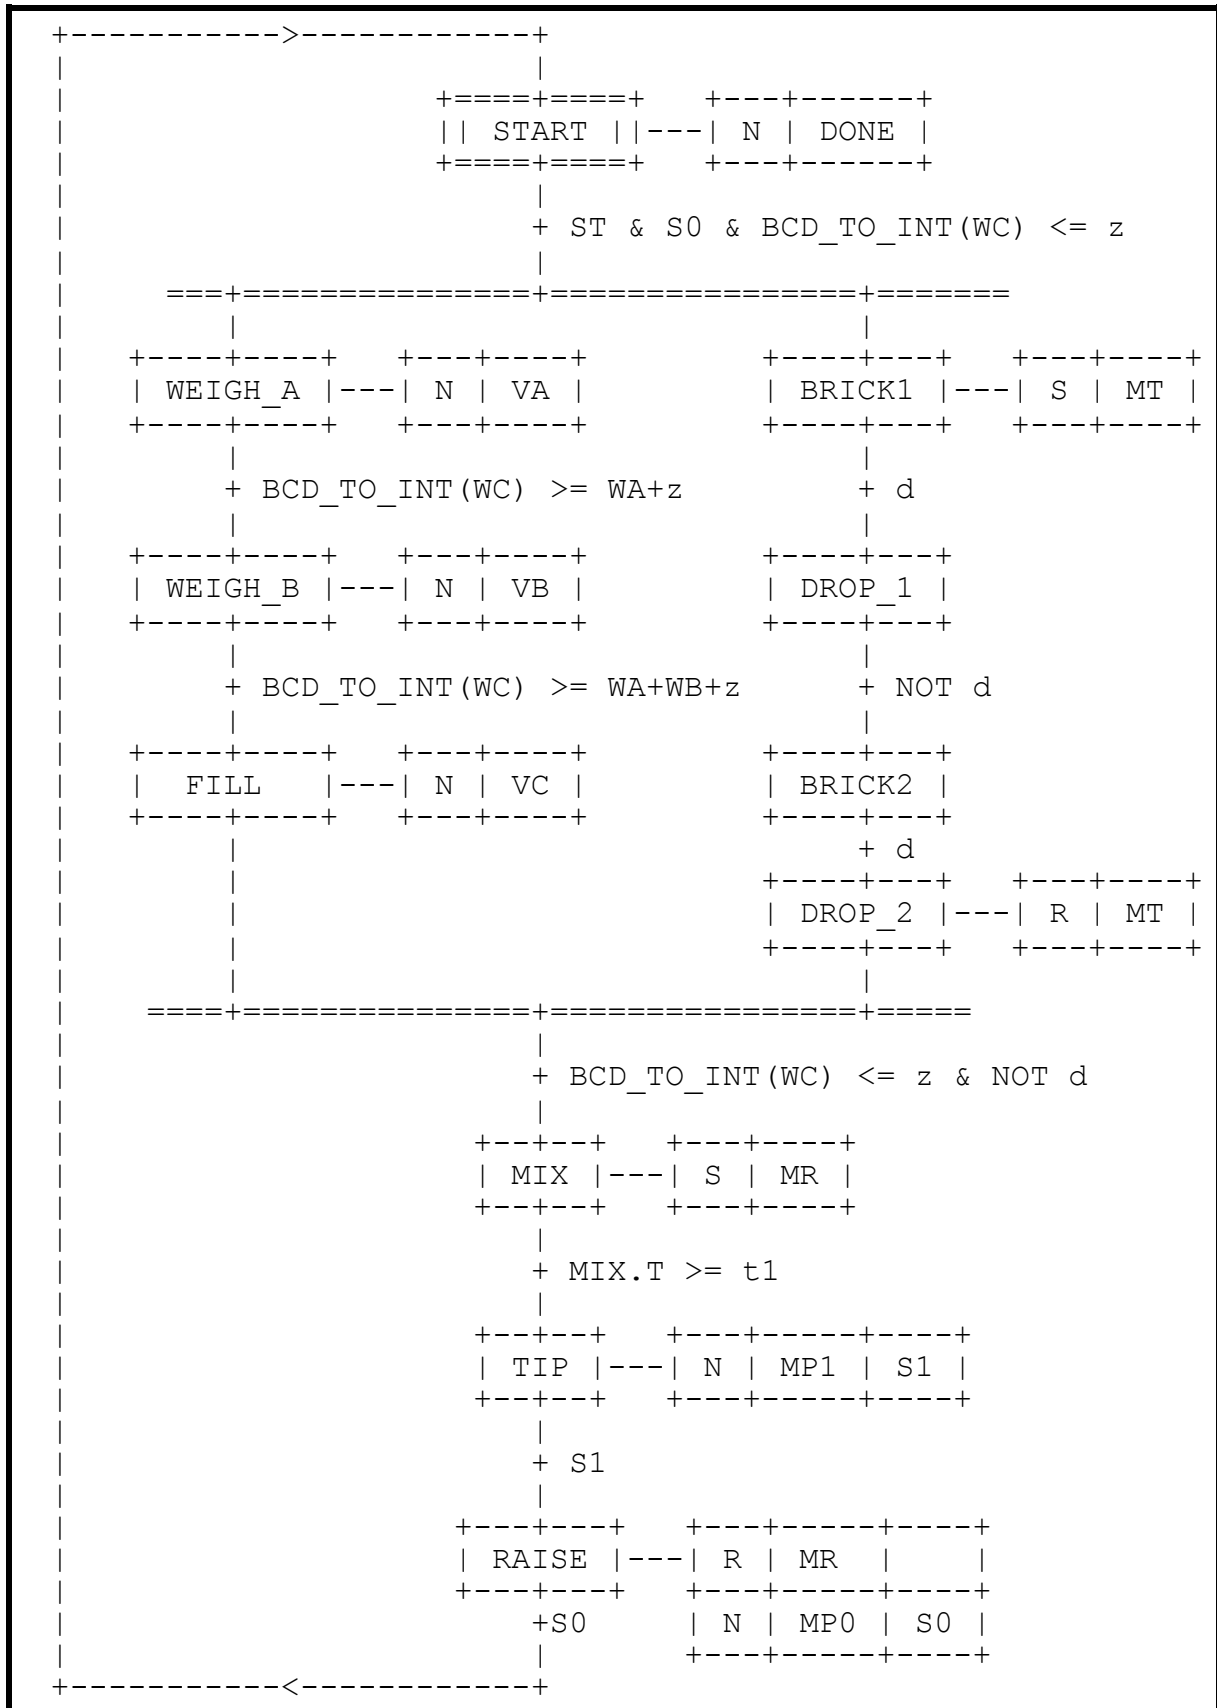 +----------->------------+
|                        |
|                   +====+====+   +---+------+
|                   || START ||---| N | DONE |
|                   +====+====+   +---+------+
|                        |
|                        + ST & S0 & BCD_TO_INT(WC) <= z
|                        |
|     ===+===============+================+=======
|        |                                |
|   +----+----+   +---+----+         +----+---+   +---+----+
|   | WEIGH_A |---| N | VA |         | BRICK1 |---| S | MT |
|   +----+----+   +---+----+         +----+---+   +---+----+
|        |                                |
|        + BCD_TO_INT(WC) >= WA+z         + d
|        |                                |
|   +----+----+   +---+----+         +----+---+
|   | WEIGH_B |---| N | VB |         | DROP_1 |
|   +----+----+   +---+----+         +----+---+
|        |                                |
|        + BCD_TO_INT(WC) >= WA+WB+z      + NOT d
|        |                                |
|   +----+----+   +---+----+         +----+---+
|   |  FILL   |---| N | VC |         | BRICK2 |
|   +----+----+   +---+----+         +----+---+
|        |                                + d
|        |                           +----+---+   +---+----+
|        |                           | DROP_2 |---| R | MT |
|        |                           +----+---+   +---+----+
|        |                                |
|    ====+===============+================+=====
|                        |
|                        + BCD_TO_INT(WC) <= z & NOT d
|                        |
|                     +--+--+   +---+----+
|                     | MIX |---| S | MR |
|                     +--+--+   +---+----+
|                        |
|                        + MIX.T >= t1
|                        |
|                     +--+--+   +---+-----+----+
|                     | TIP |---| N | MP1 | S1 |
|                     +--+--+   +---+-----+----+
|                        |
|                        + S1
|                        |
|                    +---+---+   +---+-----+----+
|                    | RAISE |---| R | MR  |    |
|                    +---+---+   +---+-----+----+
|                        +S0     | N | MP0 | S0 |
|                        |       +---+-----+----+
+-----------<------------+